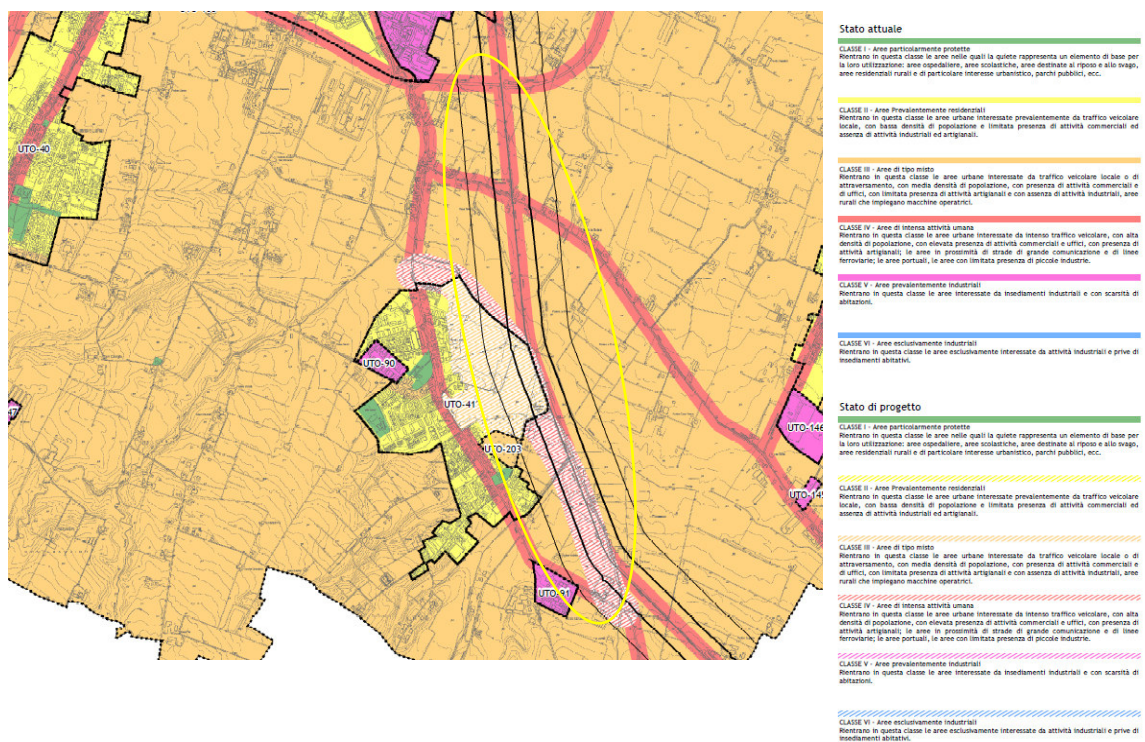 UTO-40
UTO-90
UTO-41
UTO-203
UTO-91
UTO-146
UTO-145
47
Stato attuale
CLASSE I - Aree particolarmente protette
Rientrano in questa classe le aree nelle quali la quiete rappresenta un elemento di base per
la loro utilizzazione: aree ospedaliere, aree scolastiche, aree destinate al riposo e allo svago,
aree residenziali rurali e di particolare interesse urbanistico, parchi pubblici, ecc.
CLASSE II - Aree Prevalentemente residenziali
Rientrano in questa classe le aree urbane interessate prevalentemente da traffico veicolare
locale, con bassa densità di popolazione e limitata presenza di attività commerciali ed
assenza di attività industriali ed artigianali.
CLASSE III - Aree di tipo misto
Rientrano in questa classe le aree urbane interessate da traffico veicolare locale o di
attraversamento, con media densità di popolazione, con presenza di attività commerciali e
di uffici, con limitata presenza di attività artigianali e con assenza di attività industriali, aree
rurali che impiegano macchine operatrici.
CLASSE IV - Aree di intensa attività umana
Rientrano in questa classe le aree urbane interessate da intenso traffico veicolare, con alta
densità di popolazione, con elevata presenza di attività commerciali e uffici, con presenza di
attività artigianali; le aree in prossimità di strade di grande comunicazione e di linee
ferroviarie; le aree portuali, le aree con limitata presenza di piccole industrie.
CLASSE V - Aree prevalentemente industriali
Rientrano in questa classe le aree interessate da insediamenti industriali e con scarsità di
abitazioni.
CLASSE VI - Aree esclusivamente industriali
Rientrano in questa classe le aree esclusivamente interessate da attività industriali e prive di
insediamenti abitativi.
Stato di progetto
CLASSE I - Aree particolarmente protette
Rientrano in questa classe le aree nelle quali la quiete rappresenta un elemento di base per
la loro utilizzazione: aree ospedaliere, aree scolastiche, aree destinate al riposo e allo svago,
aree residenziali rurali e di particolare interesse urbanistico, parchi pubblici, ecc.
CLASSE II - Aree Prevalentemente residenziali
Rientrano in questa classe le aree urbane interessate prevalentemente da traffico veicolare
locale, con bassa densità di popolazione e limitata presenza di attività commerciali ed
assenza di attività industriali ed artigianali.
CLASSE III - Aree di tipo misto
Rientrano in questa classe le aree urbane interessate da traffico veicolare locale o di
attraversamento, con media densità di popolazione, con presenza di attività commerciali e
di uffici, con limitata presenza di attività artigianali e con assenza di attività industriali, aree
rurali che impiegano macchine operatrici.
CLASSE IV - Aree di intensa attività umana
Rientrano in questa classe le aree urbane interessate da intenso traffico veicolare, con alta
densità di popolazione, con elevata presenza di attività commerciali e uffici, con presenza di
attività artigianali; le aree in prossimità di strade di grande comunicazione e di linee
ferroviarie; le aree portuali, le aree con limitata presenza di piccole industrie.
CLASSE V - Aree prevalentemente industriali
Rientrano in questa classe le aree interessate da insediamenti industriali e con scarsità di
abitazioni.
CLASSE VI - Aree esclusivamente industriali
Rientrano in questa classe le aree esclusivamente interessate da attività industriali e prive di
insediamenti abitativi.